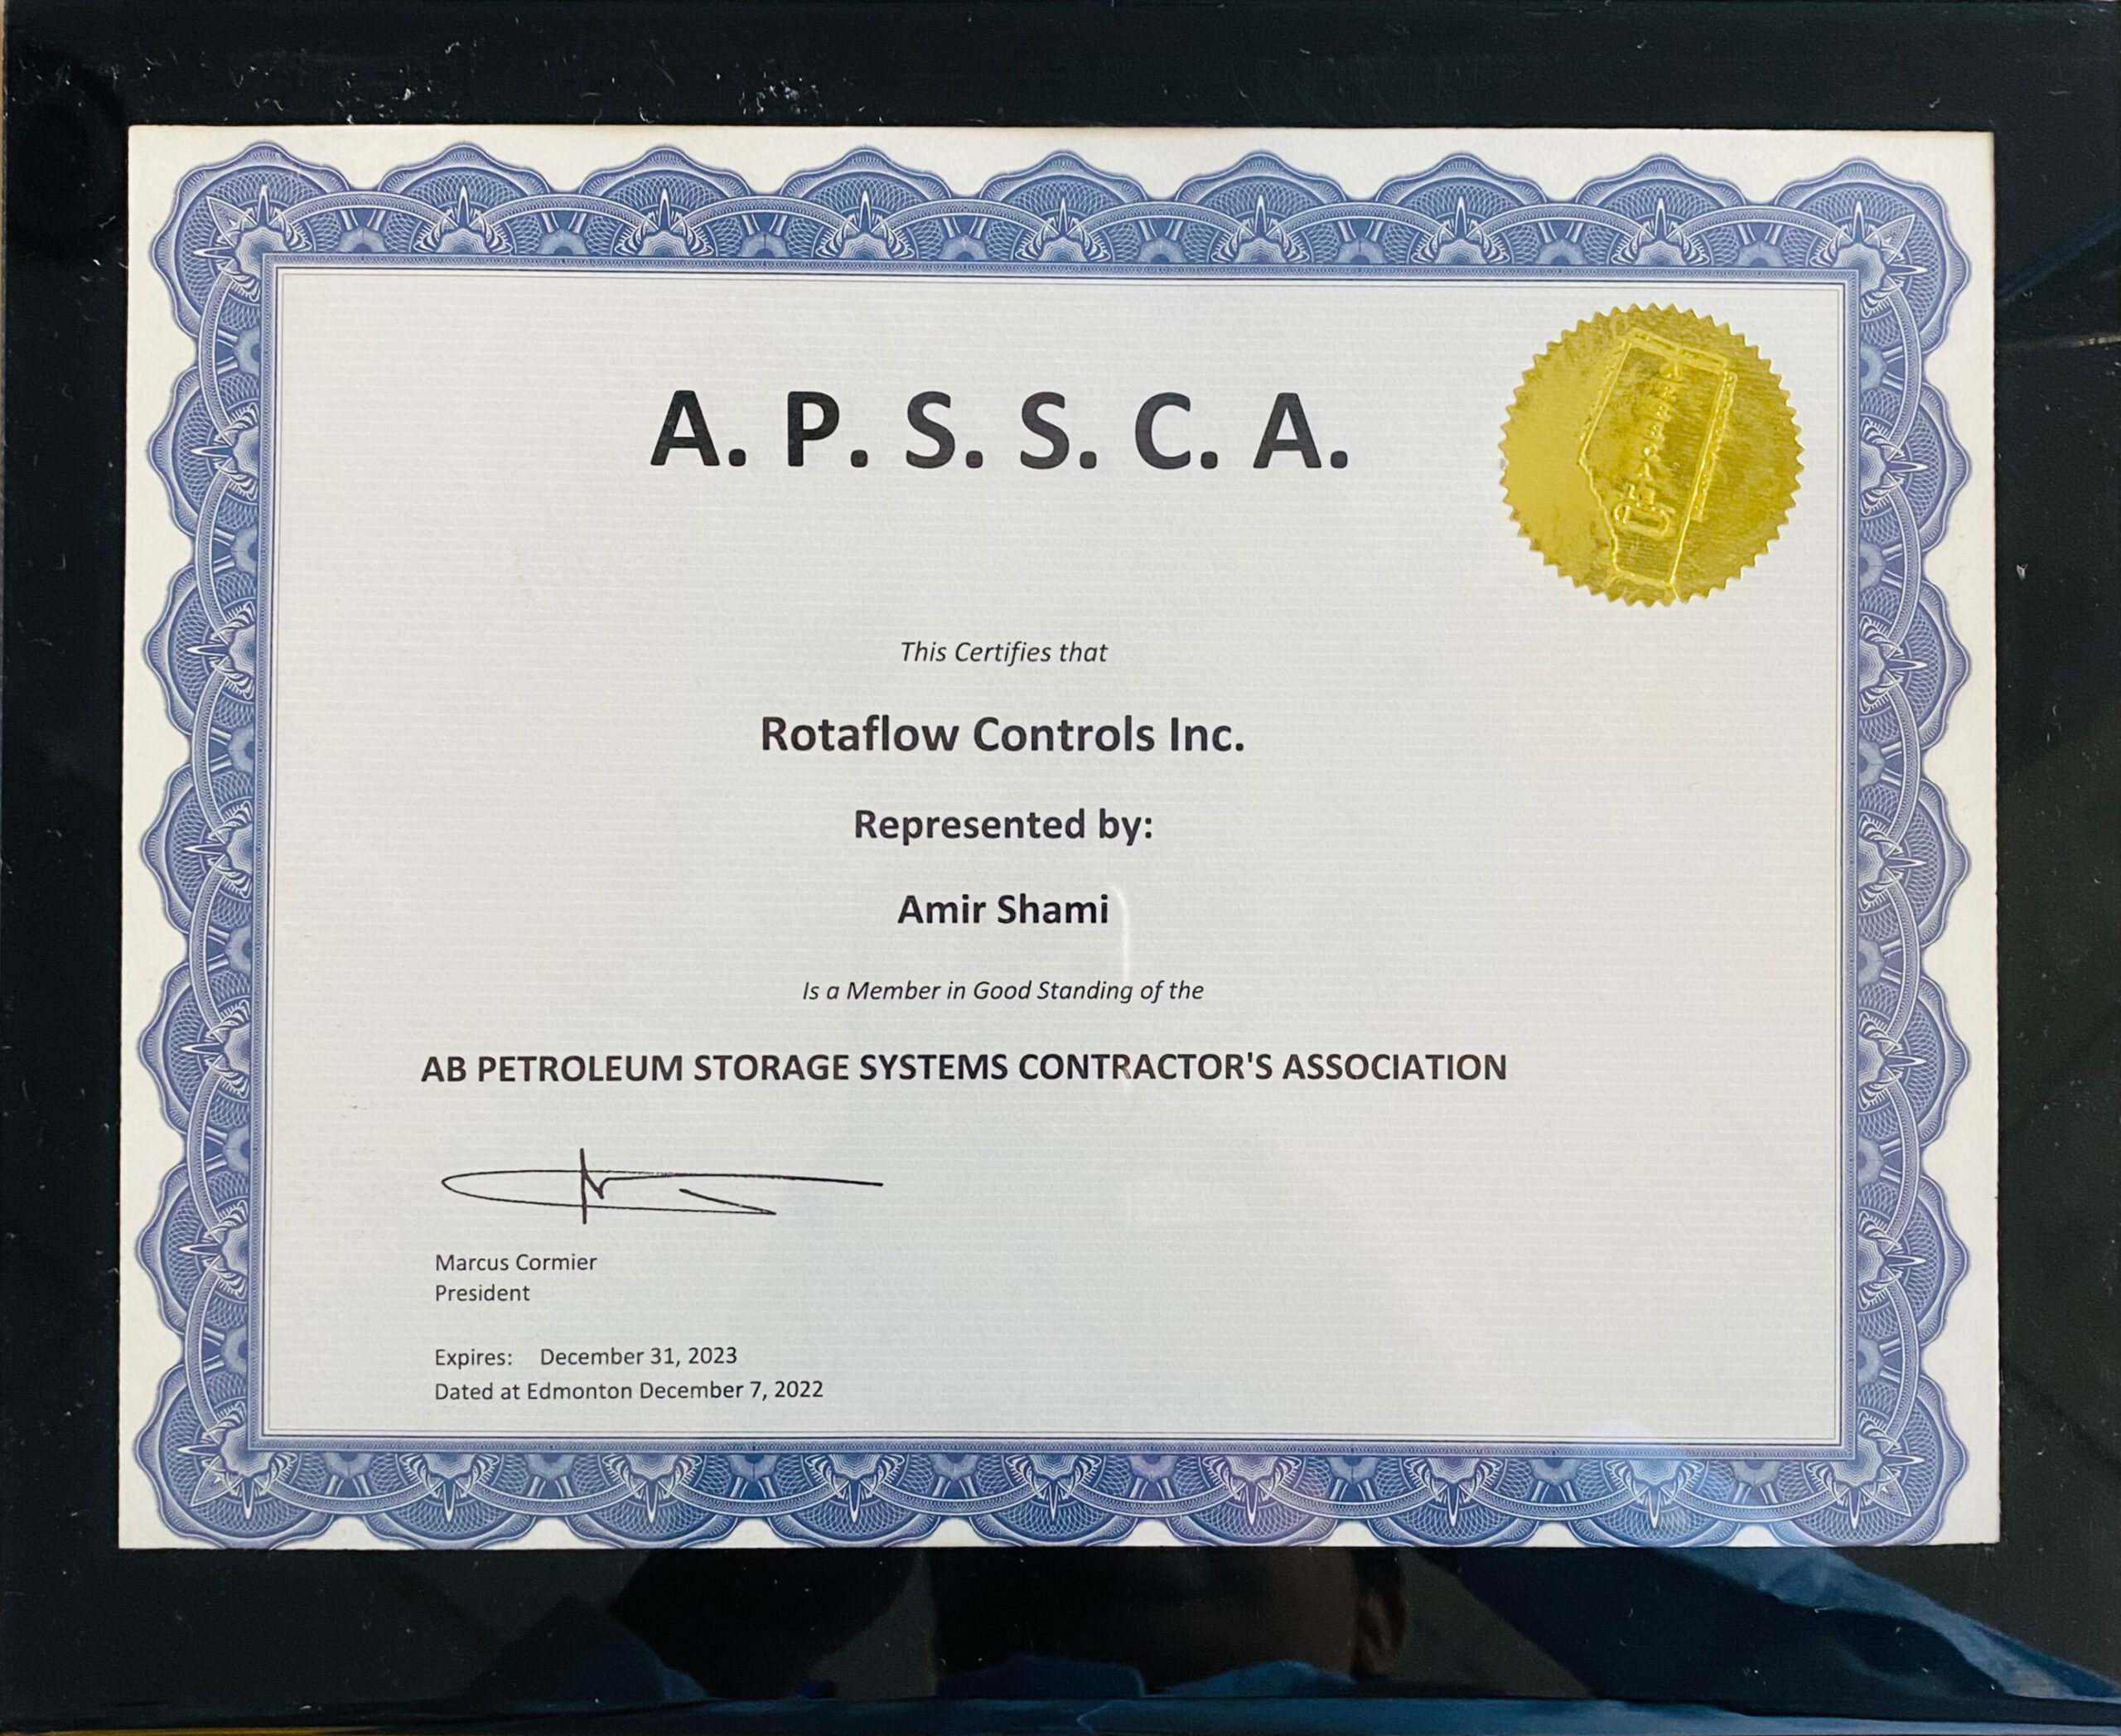 A. P. S. S. C. A.
This Certifies that
Rotaflow Controls Inc.
Represented by:
Amir Shami
Is a Member in Good Standing of the
AB PETROLEUM STORAGE SYSTEMS CONTRACTOR'S ASSOCIATION
Marcus Cormier
President
Expires: December 31, 2023
Dated at Edmonton December 7, 2022